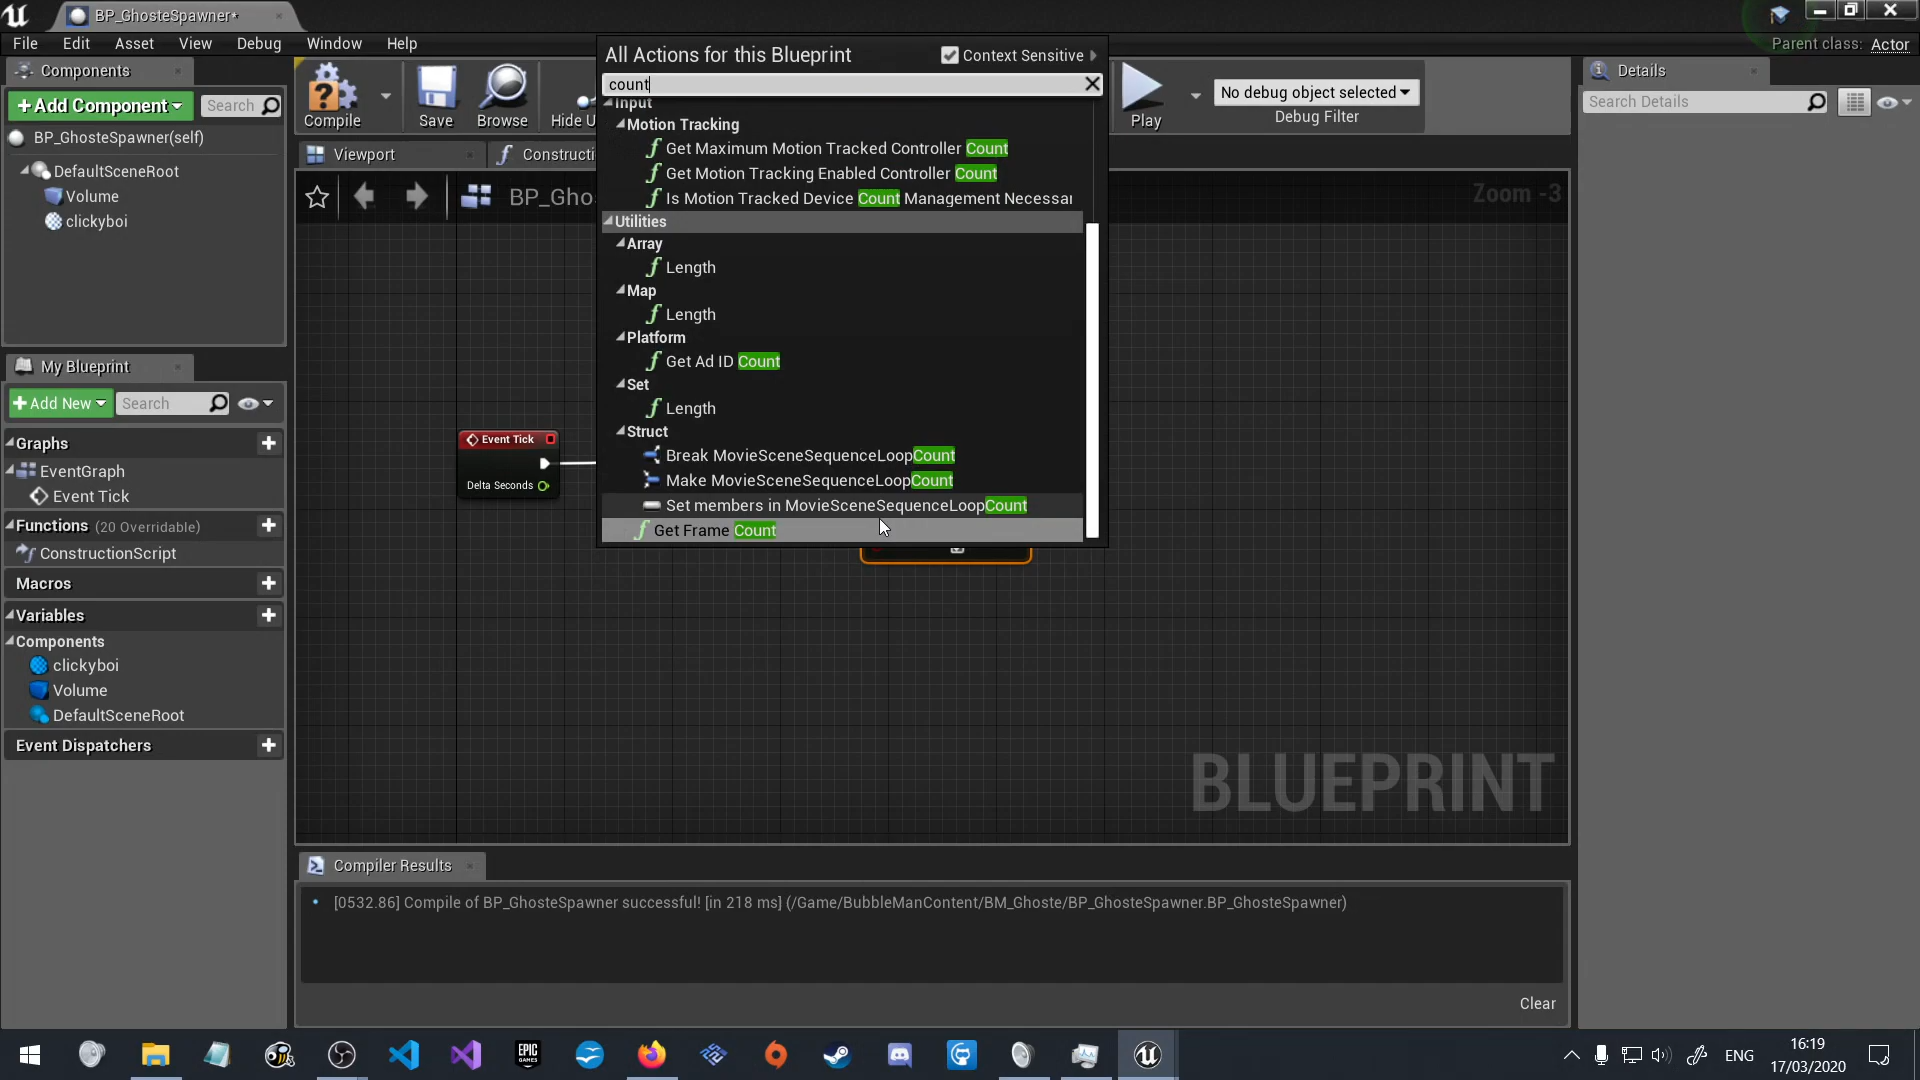 BP_GhosteSpawner*
File Edit Asset View Debug Window Help
Parent class: Actor
Components
+Add Component
Search
BP_GhosteSpawner(self)
DefaultSceneRoot
Volume
clickyboi
My Blueprint
+Add New
Search
Graphs
EventGraph
Event Tick
Functions (20 Overridable)
ConstructionScript
Macros
Variables
Components
clickyboi
Volume
DefaultSceneRoot
Event Dispatchers
Compile
Save
Browse
Hide U
Play
No debug object selected
Debug Filter
Viewport
Constructi
BP_Gho
Zoom -3
Event Tick
Delta Seconds
All Actions for this Blueprint
Context Sensitive
count
Input
Motion Tracking
Get Maximum Motion Tracked Controller Count
Get Motion Tracking Enabled Controller Count
Is Motion Tracked Device Count Management Necessar
Utilities
Array
Length
Map
Length
Platform
Get Ad ID Count
Set
Length
Struct
Break MovieSceneSequenceLoopCount
Make MovieSceneSequenceLoopCount
Set members in MovieSceneSequenceLoopCount
Get Frame Count
BLUEPRINT
Details
Search Details
Compiler Results
[0532.86] Compile of BP_GhosteSpawner successful! [in 218 ms] (/Game/BubbleManContent/BM_Ghoste/BP_GhosteSpawner.BP_GhosteSpawner)
Clear
EPIC GAMES
ENG
16:19
17/03/2020